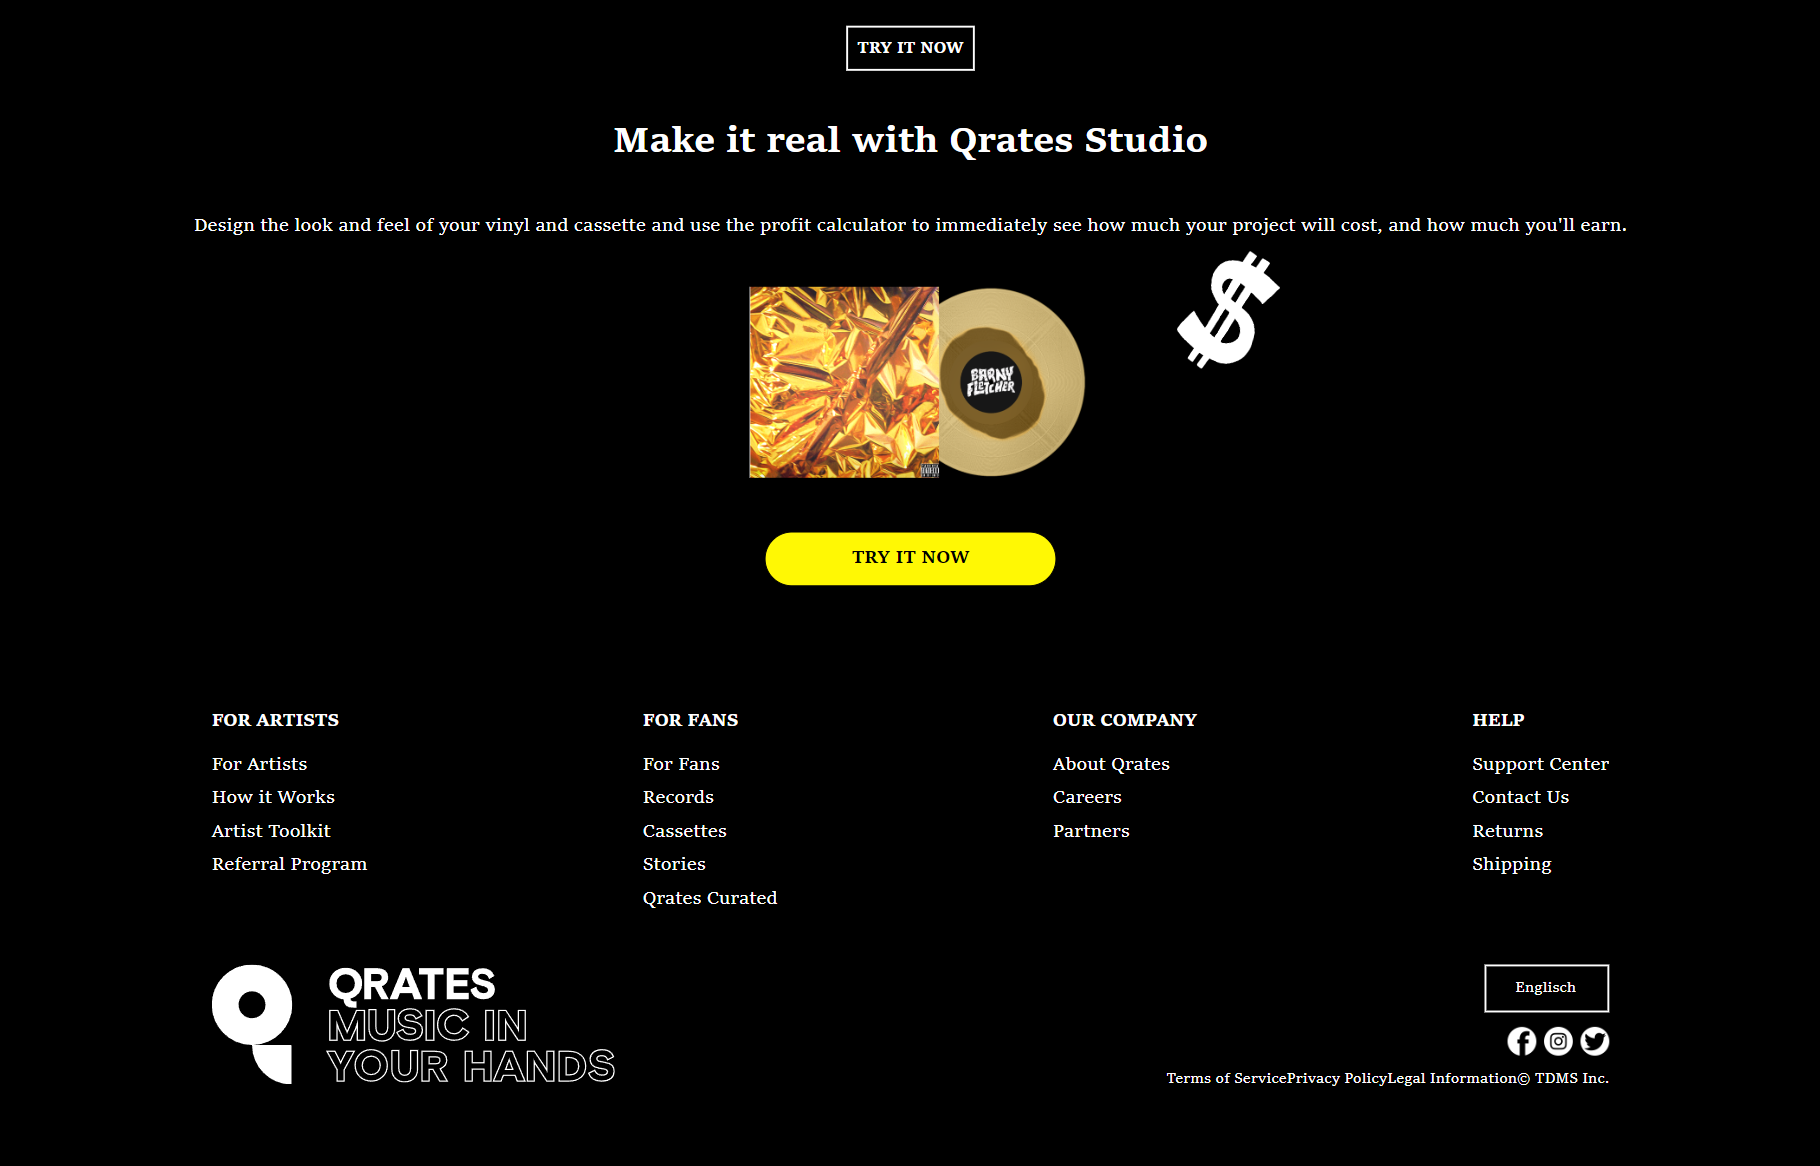 TRY IT NOW
Make it real with Qrates Studio
Design the look and feel of your vinyl and cassette and use the profit calculator to immediately see how much your project will cost, and how much you'll earn.
BARNY
FLETCHER
TRY IT NOW
FOR ARTISTS
For Artists
How it Works
Artist Toolkit
Referral Program
FOR FANS
For Fans
Records
Cassettes
Stories
Qrates Curated
OUR COMPANY
About Qrates
Careers
Partners
HELP
Support Center
Contact Us
Returns
Shipping
QRATES
MUSIC IN
YOUR HANDS
Englisch
Terms of ServicePrivacy PolicyLegal Information© TDMS Inc.